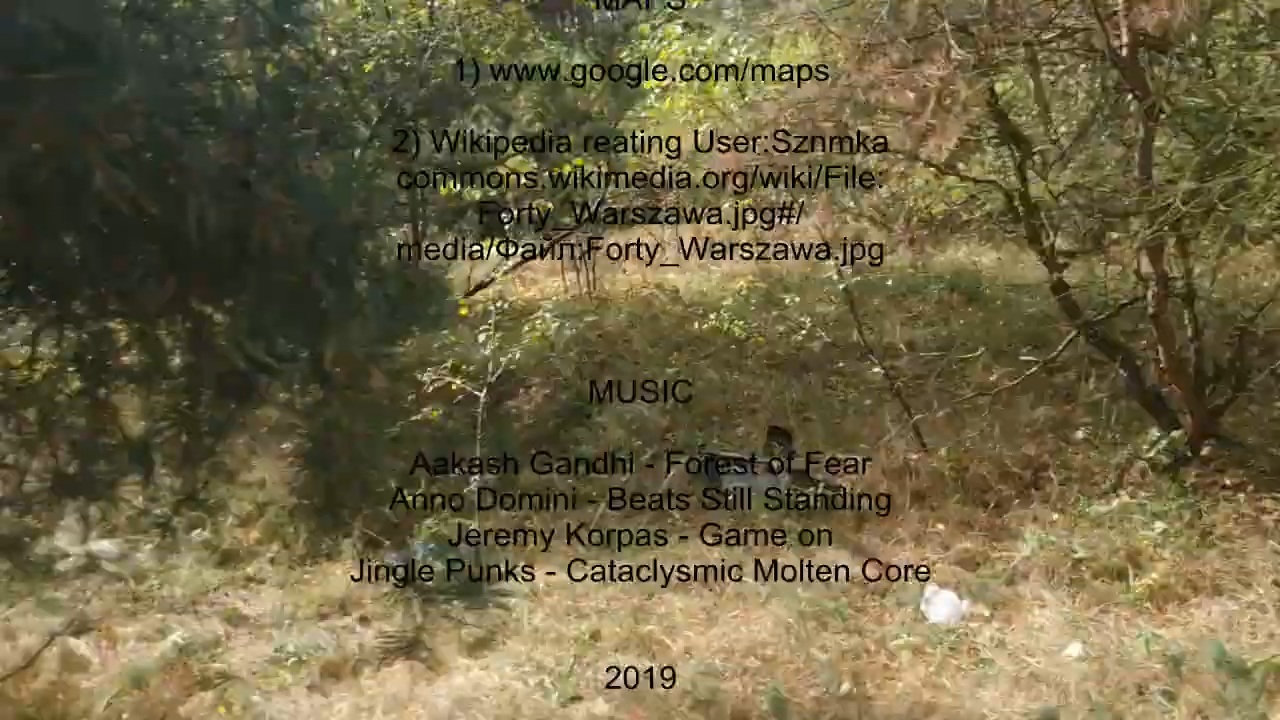 MAPS
1) www.google.com/maps
2) Wikipedia reating User:Sznmka
commons.wikimedia.org/wiki/File:
Forty_Warszawa.jpg#/
media/Файл:Forty_Warszawa.jpg
MUSIC
Aakash Gandhi - Forest of Fear
Anno Domini - Beats Still Standing
Jeremy Korpas - Game on
Jingle Punks - Cataclysmic Molten Core
2019